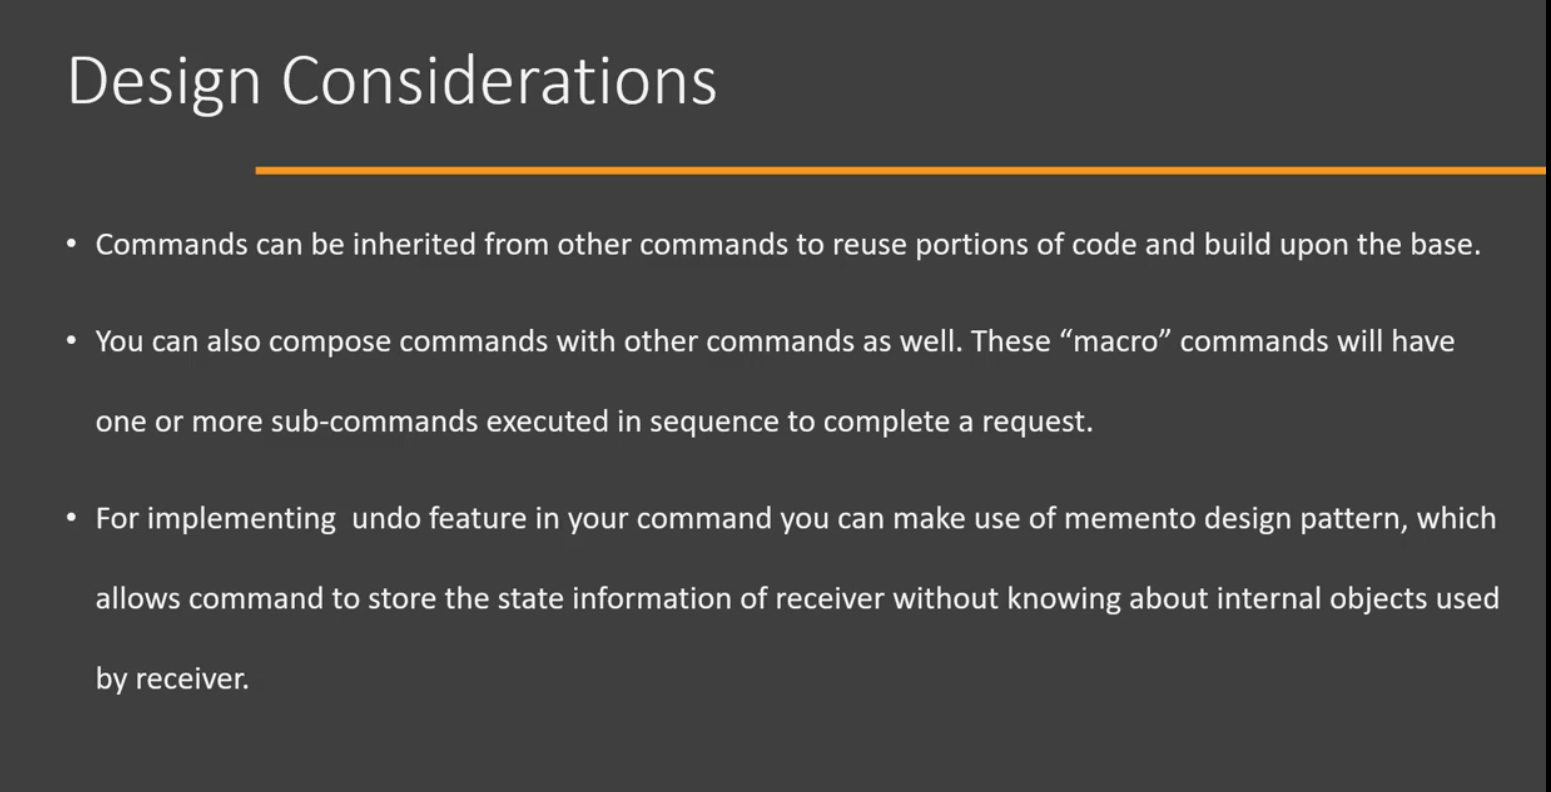 Design Considerations
• Commands can be inherited from other commands to reuse portions of code and build upon the base.
• You can also compose commands with other commands as well. These “macro” commands will have
one or more sub-commands executed in sequence to complete a request.
• For implementing  undo feature in your command you can make use of memento design pattern, which
allows command to store the state information of receiver without knowing about internal objects used
by receiver.